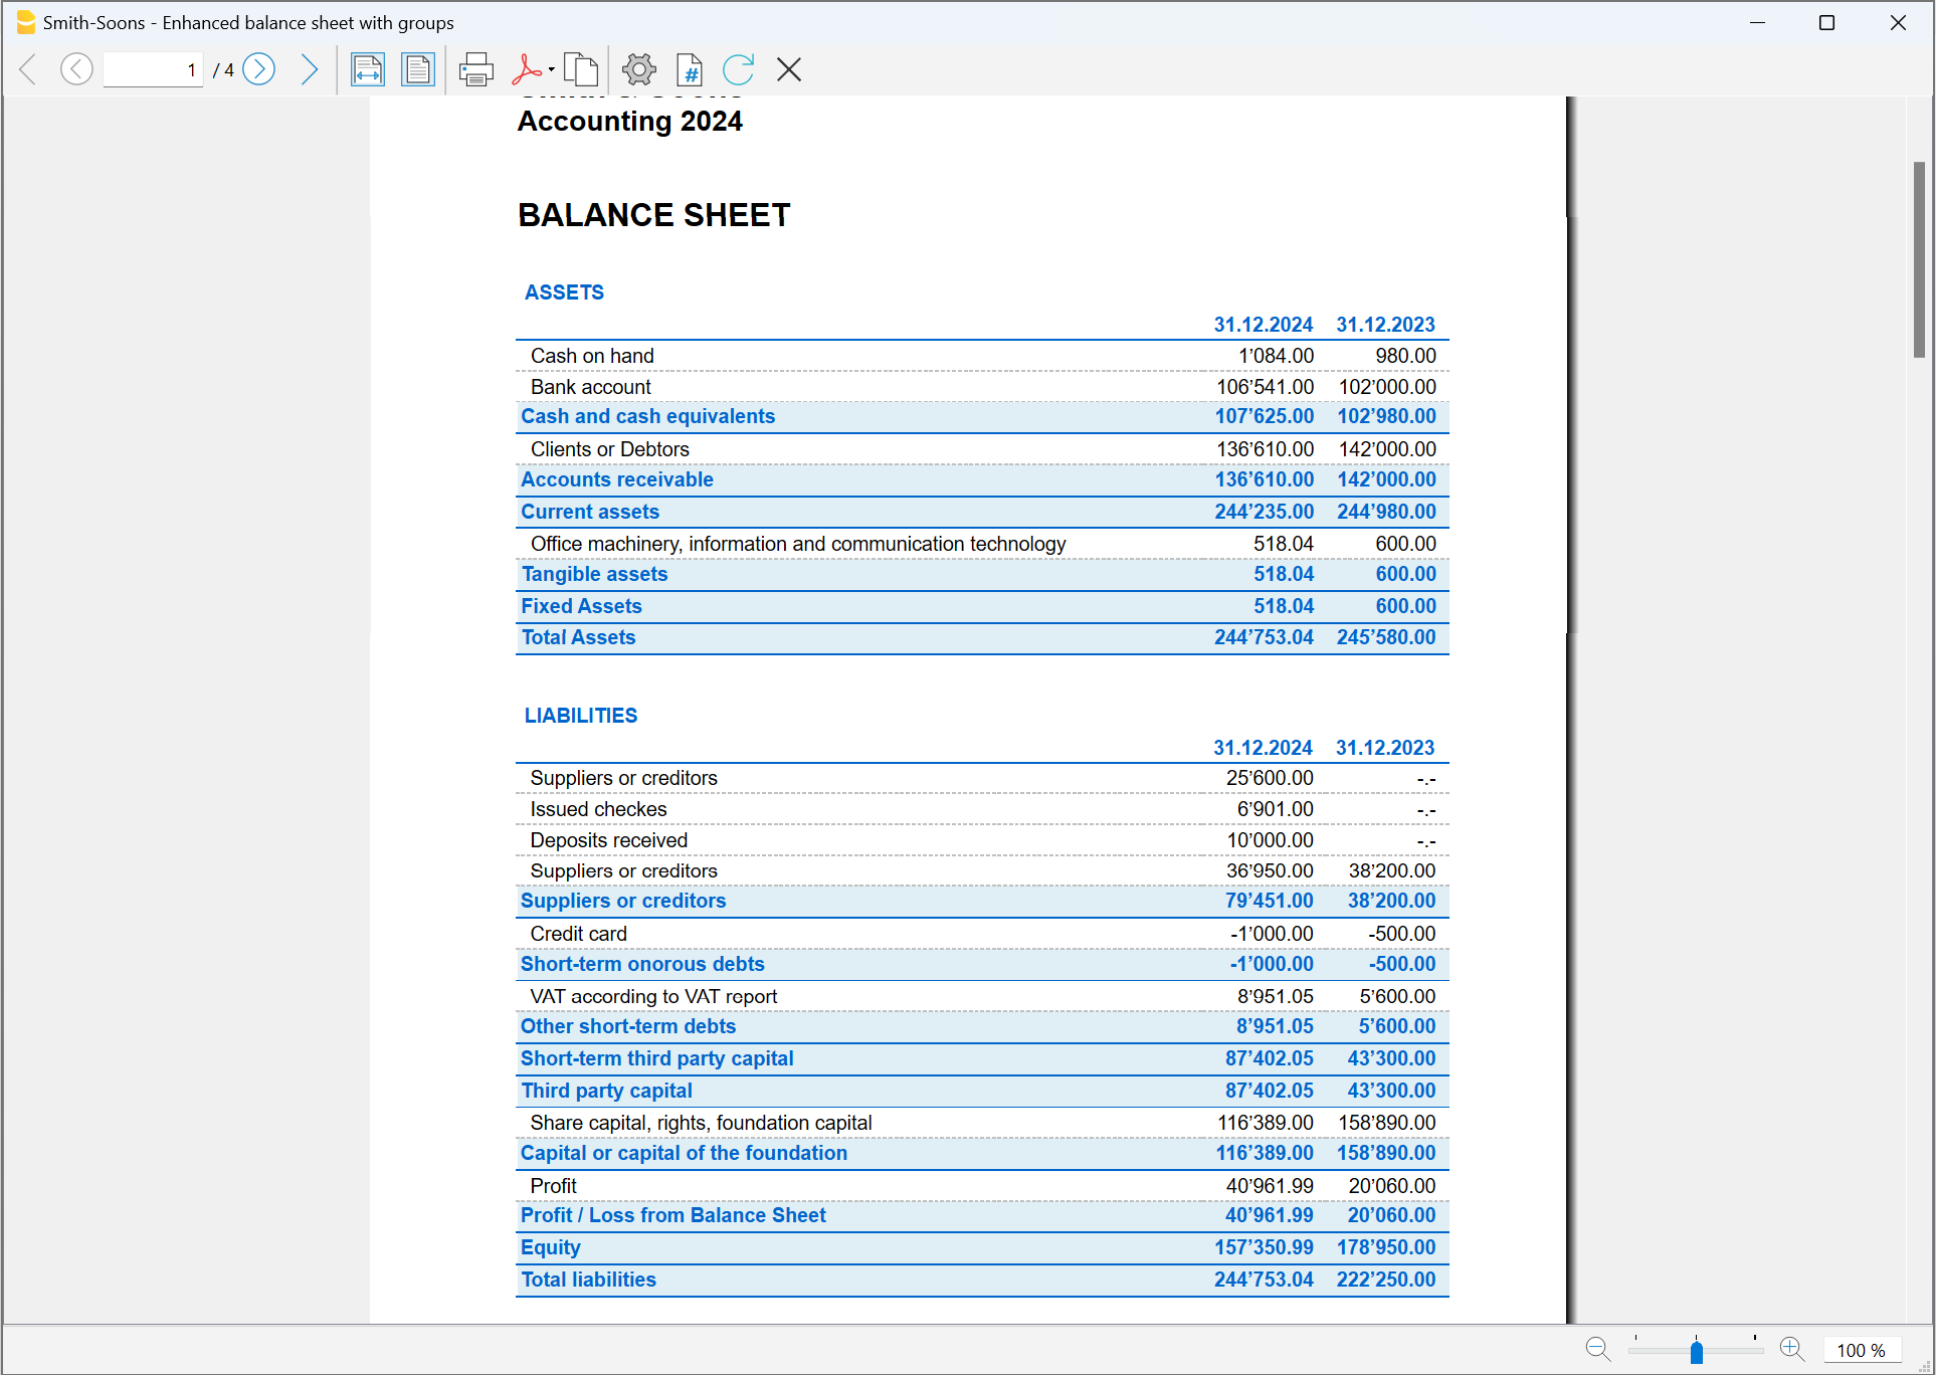 Smith-Soons - Enhanced balance sheet with groups
1 / 4
#
Accounting 2024
BALANCE SHEET
ASSETS
31.12.2024 31.12.2023
Cash on hand 1’084.00 980.00
Bank account 106’541.00 102’000.00
Cash and cash equivalents 107’625.00 102’980.00
Clients or Debtors 136’610.00 142’000.00
Accounts receivable 136’610.00 142’000.00
Current assets 244’235.00 244’980.00
Office machinery, information and communication technology 518.04 600.00
Tangible assets 518.04 600.00
Fixed Assets 518.04 600.00
Total Assets 244’753.04 245’580.00
LIABILITIES
31.12.2024 31.12.2023
Suppliers or creditors 25’600.00 -.-
Issued checkes 6’901.00 -.-
Deposits received 10’000.00 -.-
Suppliers or creditors 36’950.00 38’200.00
Suppliers or creditors 79’451.00 38’200.00
Credit card -1’000.00 -500.00
Short-term onorous debts -1’000.00 -500.00
VAT according to VAT report 8’951.05 5’600.00
Other short-term debts 8’951.05 5’600.00
Short-term third party capital 87’402.05 43’300.00
Third party capital 87’402.05 43’300.00
Share capital, rights, foundation capital 116’389.00 158’890.00
Capital or capital of the foundation 116’389.00 158’890.00
Profit 40’961.99 20’060.00
Profit / Loss from Balance Sheet 40’961.99 20’060.00
Equity 157’350.99 178’950.00
Total liabilities 244’753.04 222’250.00
100 %